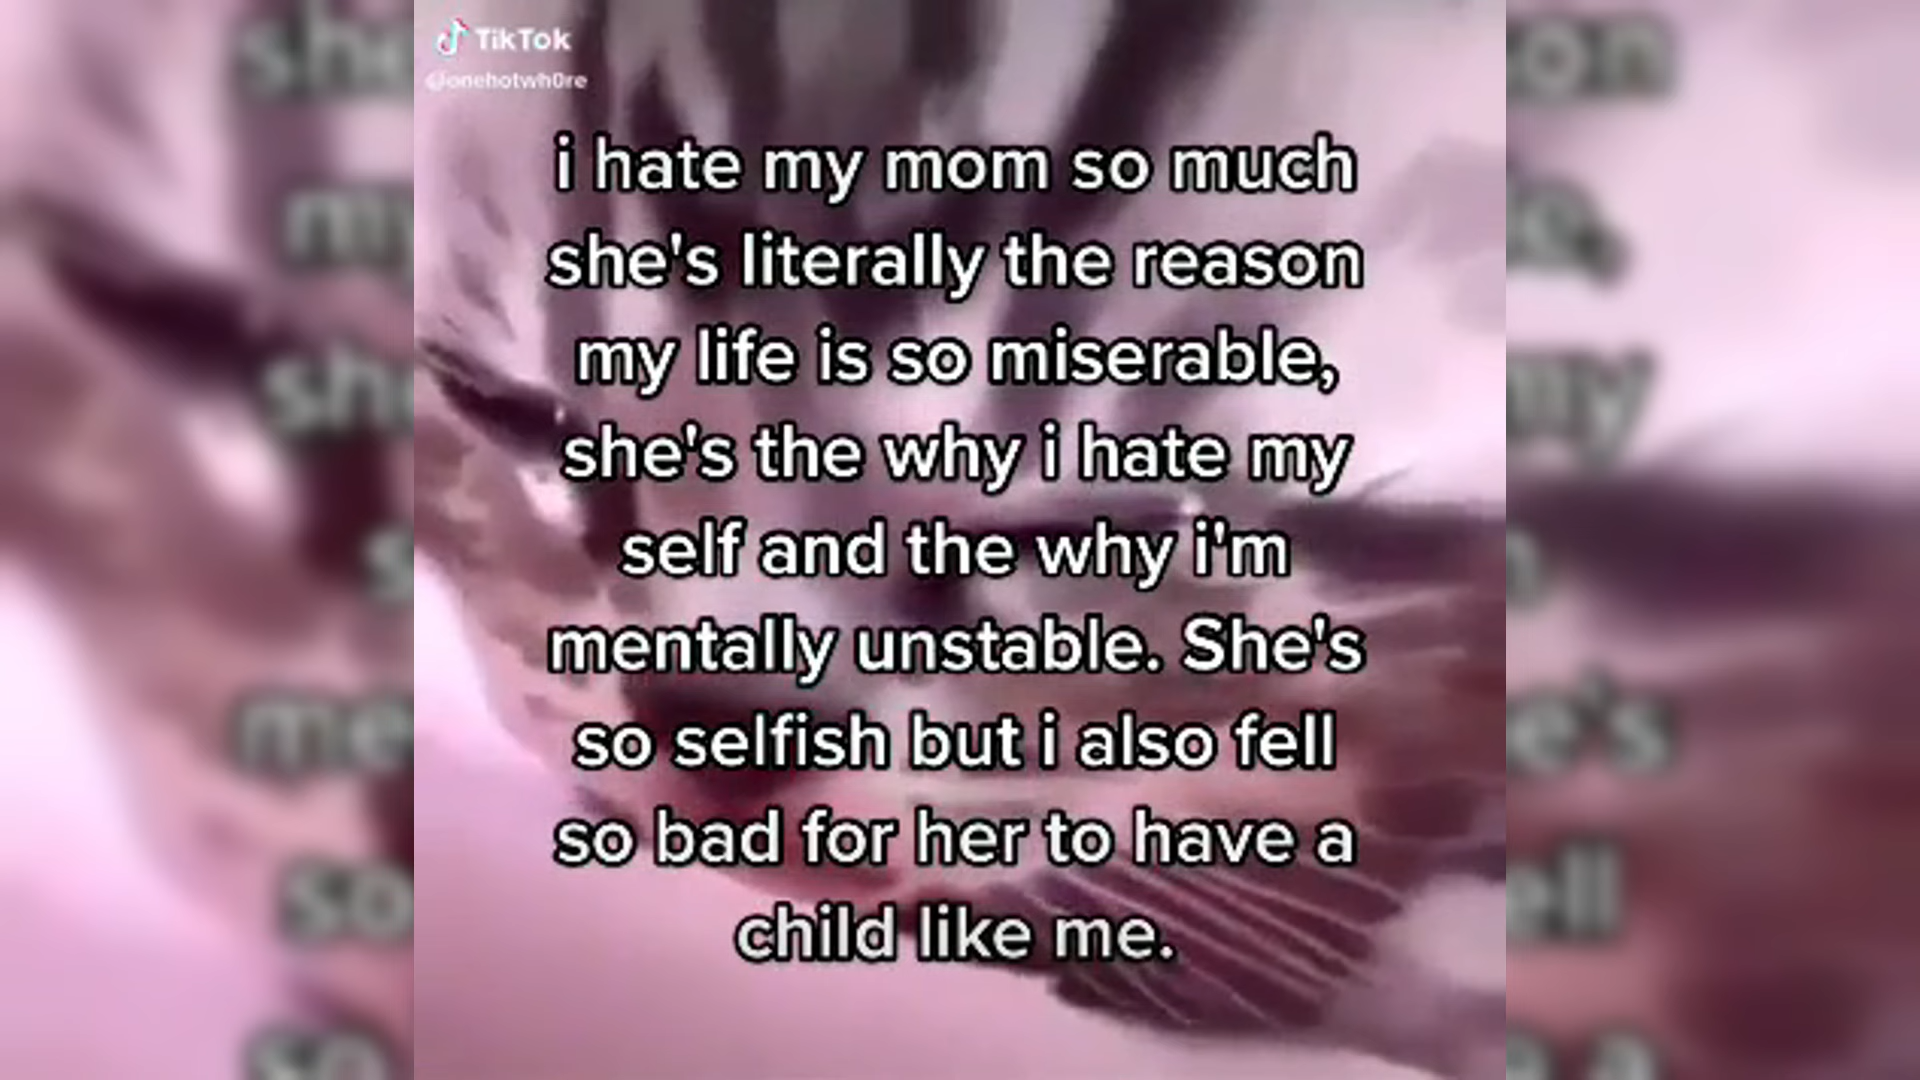 TikTok
@onehotwh0re
i hate my mom so much
she's literally the reason
my life is so miserable,
she's the why i hate my
self and the why i'm
mentally unstable. She's
so selfish but i also fell
so bad for her to have a
child like me.